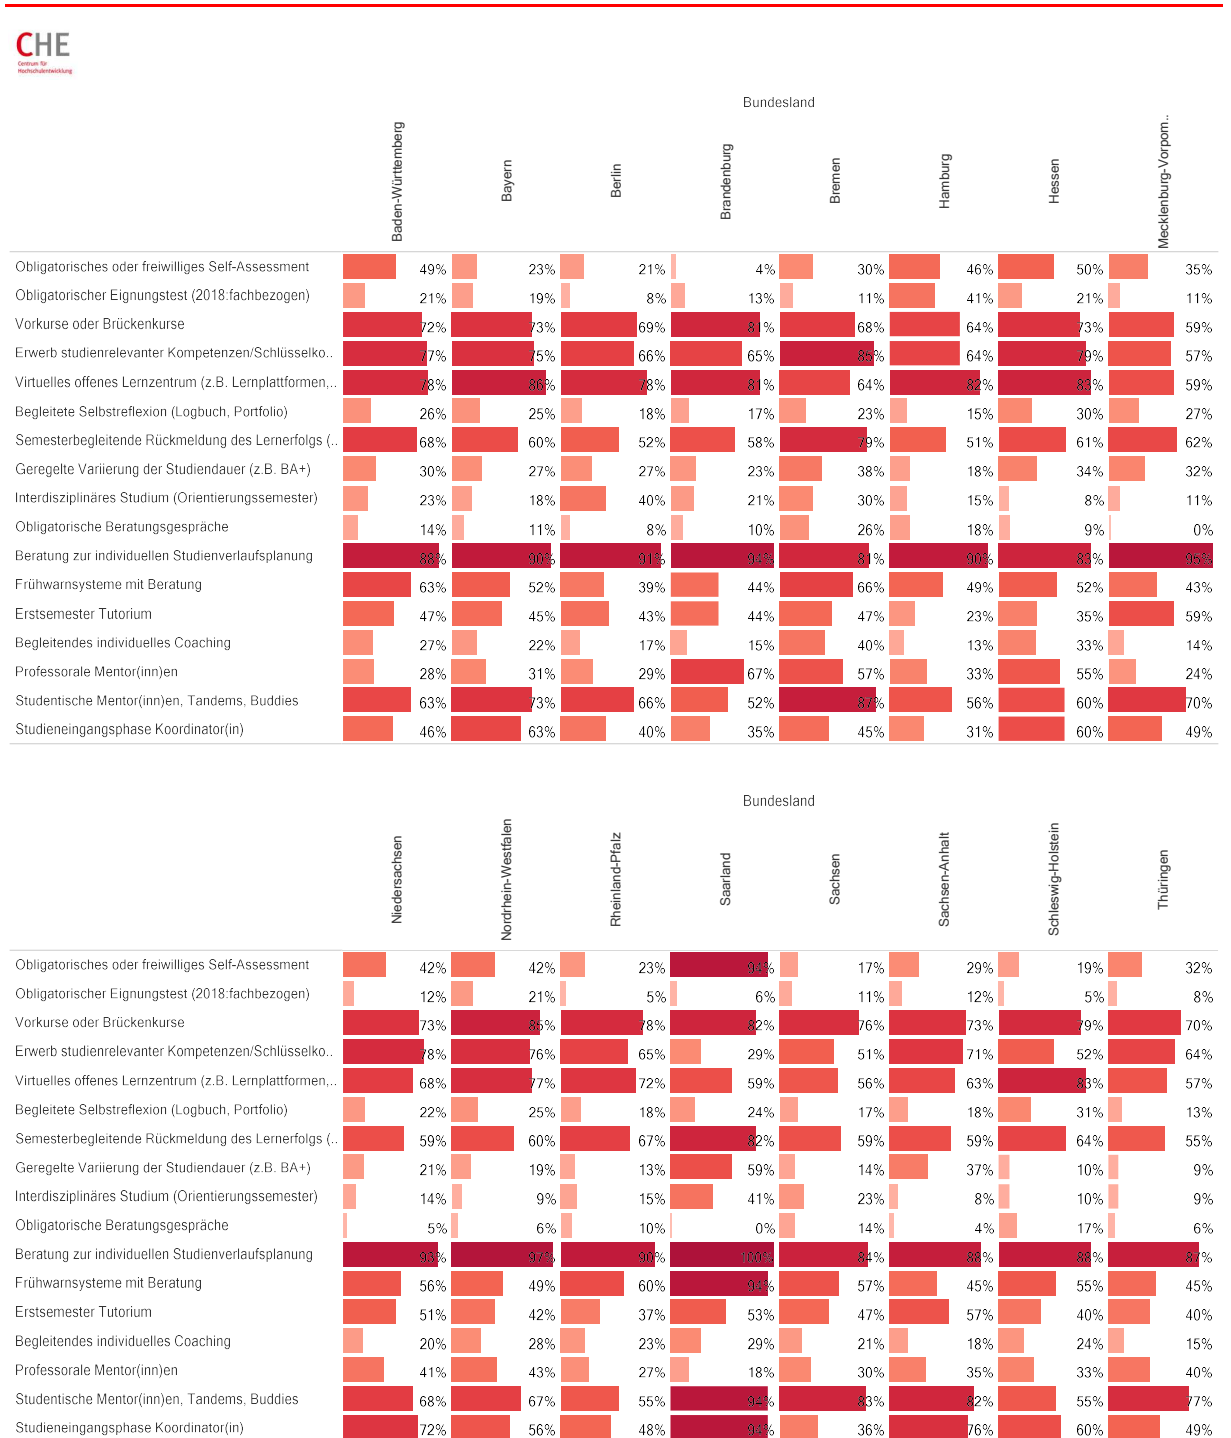 CHE
Centrum für
Hochschulentwicklung
Bundesland
Baden-Württemberg Bayern Berlin Brandenburg Bremen Hamburg Hessen Mecklenburg-Vorpom..
Obligatorisches oder freiwilliges Self-Assessment 49% 23% 21% 4% 30% 46% 50% 35%
Obligatorischer Eignungstest (2018:fachbezogen) 21% 19% 8% 13% 11% 41% 21% 11%
Vorkurse oder Brückenkurse 72% 73% 69% 81% 68% 64% 73% 59%
Erwerb studienrelevanter Kompetenzen/Schlüsselko.. 77% 75% 66% 65% 85% 64% 79% 57%
Virtuelles offenes Lernzentrum (z.B. Lernplattformen,.. 78% 86% 78% 81% 64% 82% 83% 59%
Begleitete Selbstreflexion (Logbuch, Portfolio) 26% 25% 18% 17% 23% 15% 30% 27%
Semesterbegleitende Rückmeldung des Lernerfolgs (.. 68% 60% 52% 58% 79% 51% 61% 62%
Geregelte Variierung der Studiendauer (z.B. BA+) 30% 27% 27% 23% 38% 18% 34% 32%
Interdisziplinäres Studium (Orientierungssemester) 23% 18% 40% 21% 30% 15% 8% 11%
Obligatorische Beratungsgespräche 14% 11% 8% 10% 26% 18% 9% 0%
Beratung zur individuellen Studienverlaufsplanung 88% 90% 91% 94% 81% 90% 83% 95%
Frühwarnsysteme mit Beratung 63% 52% 39% 44% 66% 49% 52% 43%
Erstsemester Tutorium 47% 45% 43% 44% 47% 23% 35% 59%
Begleitendes individuelles Coaching 27% 22% 17% 15% 40% 13% 33% 14%
Professorale Mentor(inn)en 28% 31% 29% 67% 57% 33% 55% 24%
Studentische Mentor(inn)en, Tandems, Buddies 63% 73% 66% 52% 87% 56% 60% 70%
Studieneingangsphase Koordinator(in) 46% 63% 40% 35% 45% 31% 60% 49%
Bundesland
Niedersachsen Nordrhein-Westfalen Rheinland-Pfalz Saarland Sachsen Sachsen-Anhalt Schleswig-Holstein Thüringen
Obligatorisches oder freiwilliges Self-Assessment 42% 42% 23% 94% 17% 29% 19% 32%
Obligatorischer Eignungstest (2018:fachbezogen) 12% 21% 5% 6% 11% 12% 5% 8%
Vorkurse oder Brückenkurse 73% 85% 78% 82% 76% 73% 79% 70%
Erwerb studienrelevanter Kompetenzen/Schlüsselko.. 78% 76% 65% 29% 51% 71% 52% 64%
Virtuelles offenes Lernzentrum (z.B. Lernplattformen,.. 68% 77% 72% 59% 56% 63% 83% 57%
Begleitete Selbstreflexion (Logbuch, Portfolio) 22% 25% 18% 24% 17% 18% 31% 13%
Semesterbegleitende Rückmeldung des Lernerfolgs (.. 59% 60% 67% 82% 59% 59% 64% 55%
Geregelte Variierung der Studiendauer (z.B. BA+) 21% 19% 13% 59% 14% 37% 10% 9%
Interdisziplinäres Studium (Orientierungssemester) 14% 9% 15% 41% 23% 8% 10% 9%
Obligatorische Beratungsgespräche 5% 6% 10% 0% 14% 4% 17% 6%
Beratung zur individuellen Studienverlaufsplanung 93% 97% 90% 100% 84% 88% 88% 87%
Frühwarnsysteme mit Beratung 56% 49% 60% 94% 57% 45% 55% 45%
Erstsemester Tutorium 51% 42% 37% 53% 47% 57% 40% 40%
Begleitendes individuelles Coaching 20% 28% 23% 29% 21% 18% 24% 15%
Professorale Mentor(inn)en 41% 43% 27% 18% 30% 35% 33% 40%
Studentische Mentor(inn)en, Tandems, Buddies 68% 67% 55% 94% 83% 82% 55% 77%
Studieneingangsphase Koordinator(in) 72% 56% 48% 94% 36% 76% 60% 49%